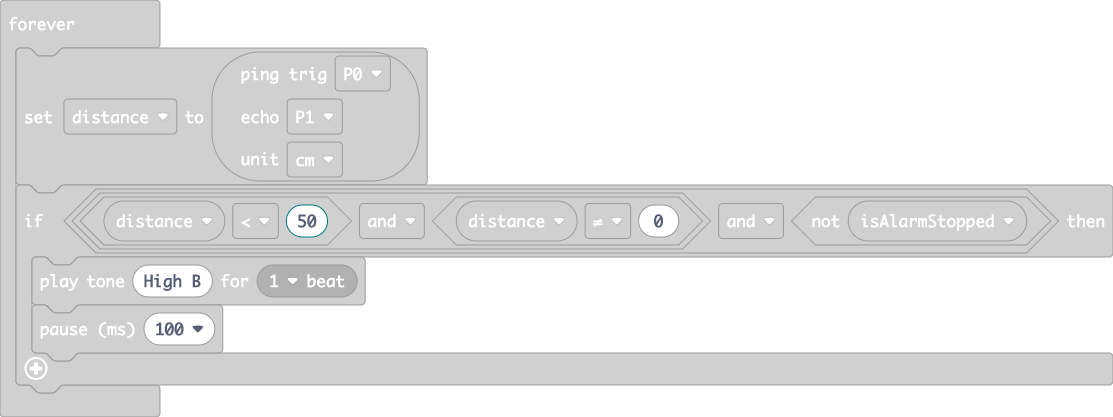 forever
ping trig P0
set distance to echo P1
unit cm
if distance < 50 and distance ≠ 0 and not isAlarmStopped then
play tone High B for 1 beat
pause (ms) 100